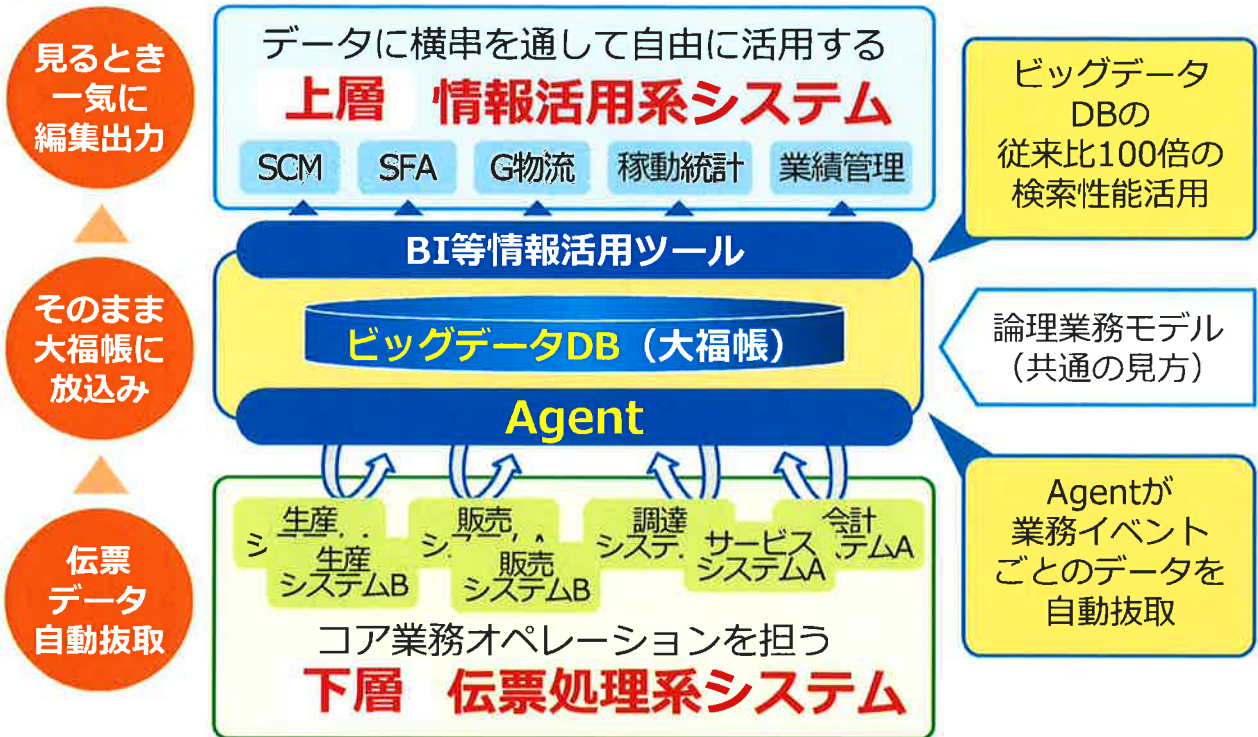 見るとき
一気に
編集出力
そのまま
大福帳に
放込み
伝票
データ
自動抜取
データに横串を通して自由に活用する
上層 情報活用系システム
SCM
SFA
G物流
稼動統計
業績管理
BI等情報活用ツール
ビッグデータDB（大福帳）
Agent
生産
シ
生産
システムB
販売
シ
販売
システムB
調達
システ
サービス
システムA
会計
ステムA
コア業務オペレーションを担う
下層 伝票処理系システム
ビッグデータ
DBの
従来比100倍の
検索性能活用
論理業務モデル
（共通の見方）
Agentが
業務イベント
ごとのデータを
自動抜取